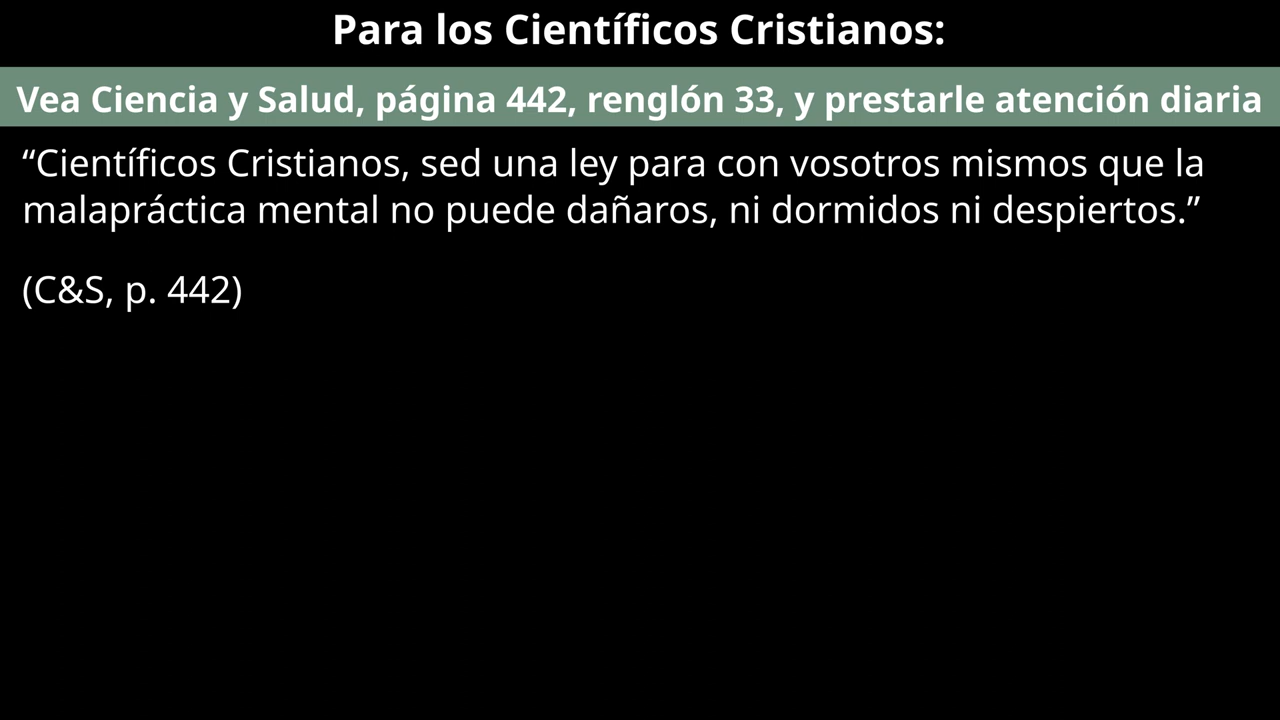 Para los Científicos Cristianos:
Vea Ciencia y Salud, página 442, renglón 33, y prestarle atención diaria
“Científicos Cristianos, sed una ley para con vosotros mismos que la
malapráctica mental no puede dañaros, ni dormidos ni despiertos.”
(C&S, p. 442)